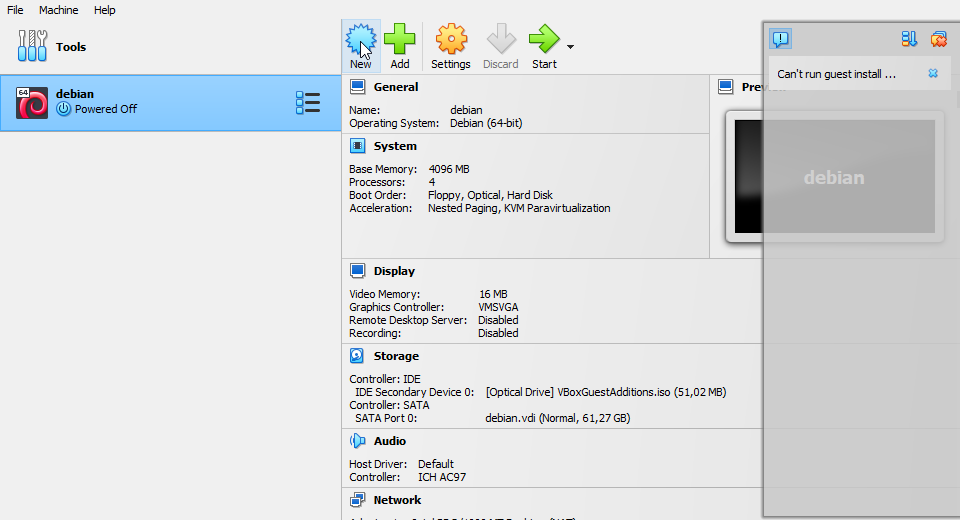 File Machine Help
Tools
New Add Settings Discard Start
64
debian
Powered Off
General
Name: debian
Operating System: Debian (64-bit)
System
Base Memory: 4096 MB
Processors: 4
Boot Order: Floppy, Optical, Hard Disk
Acceleration: Nested Paging, KVM Paravirtualization
Display
Video Memory: 16 MB
Graphics Controller: VMSVGA
Remote Desktop Server: Disabled
Recording: Disabled
Storage
Controller: IDE
IDE Secondary Device 0: [Optical Drive] VBoxGuestAdditions.iso (51,02 MB)
Controller: SATA
SATA Port 0: debian.vdi (Normal, 61,27 GB)
Audio
Host Driver: Default
Controller: ICH AC97
Network
Can't run guest install ...
debian